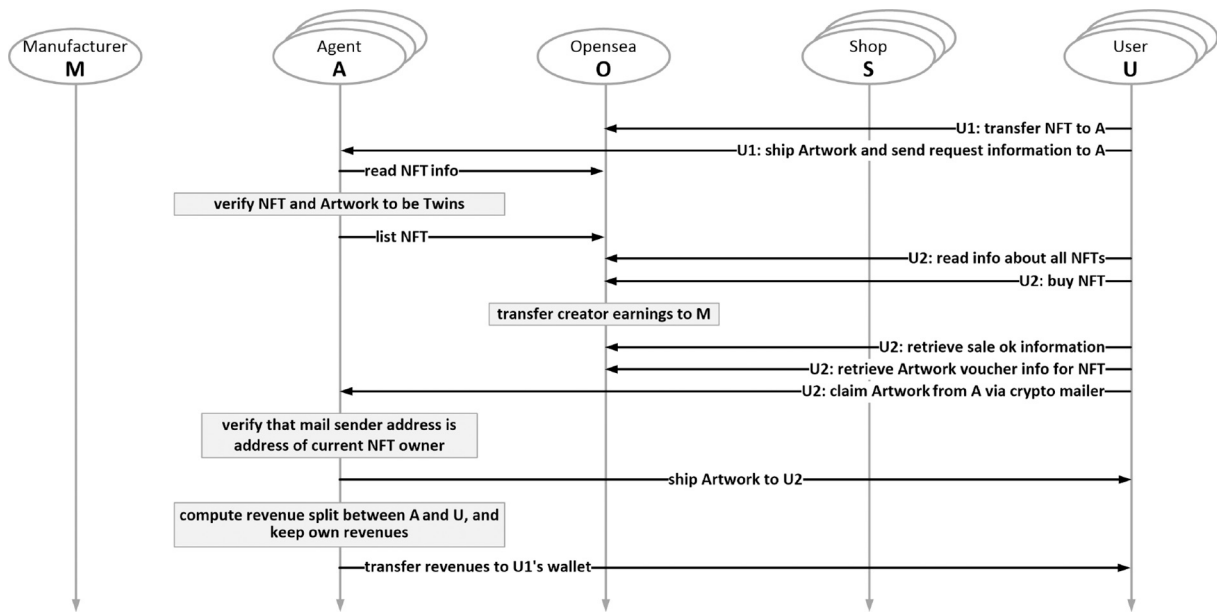 Manufacturer
M
Agent
A
Opensea
O
Shop
S
User
U
U1: transfer NFT to A
U1: ship Artwork and send request information to A
read NFT info
verify NFT and Artwork to be Twins
list NFT
U2: read info about all NFTs
U2: buy NFT
transfer creator earnings to M
U2: retrieve sale ok information
U2: retrieve Artwork voucher info for NFT
U2: claim Artwork from A via crypto mailer
verify that mail sender address is
address of current NFT owner
ship Artwork to U2
compute revenue split between A and U, and
keep own revenues
transfer revenues to U1's wallet